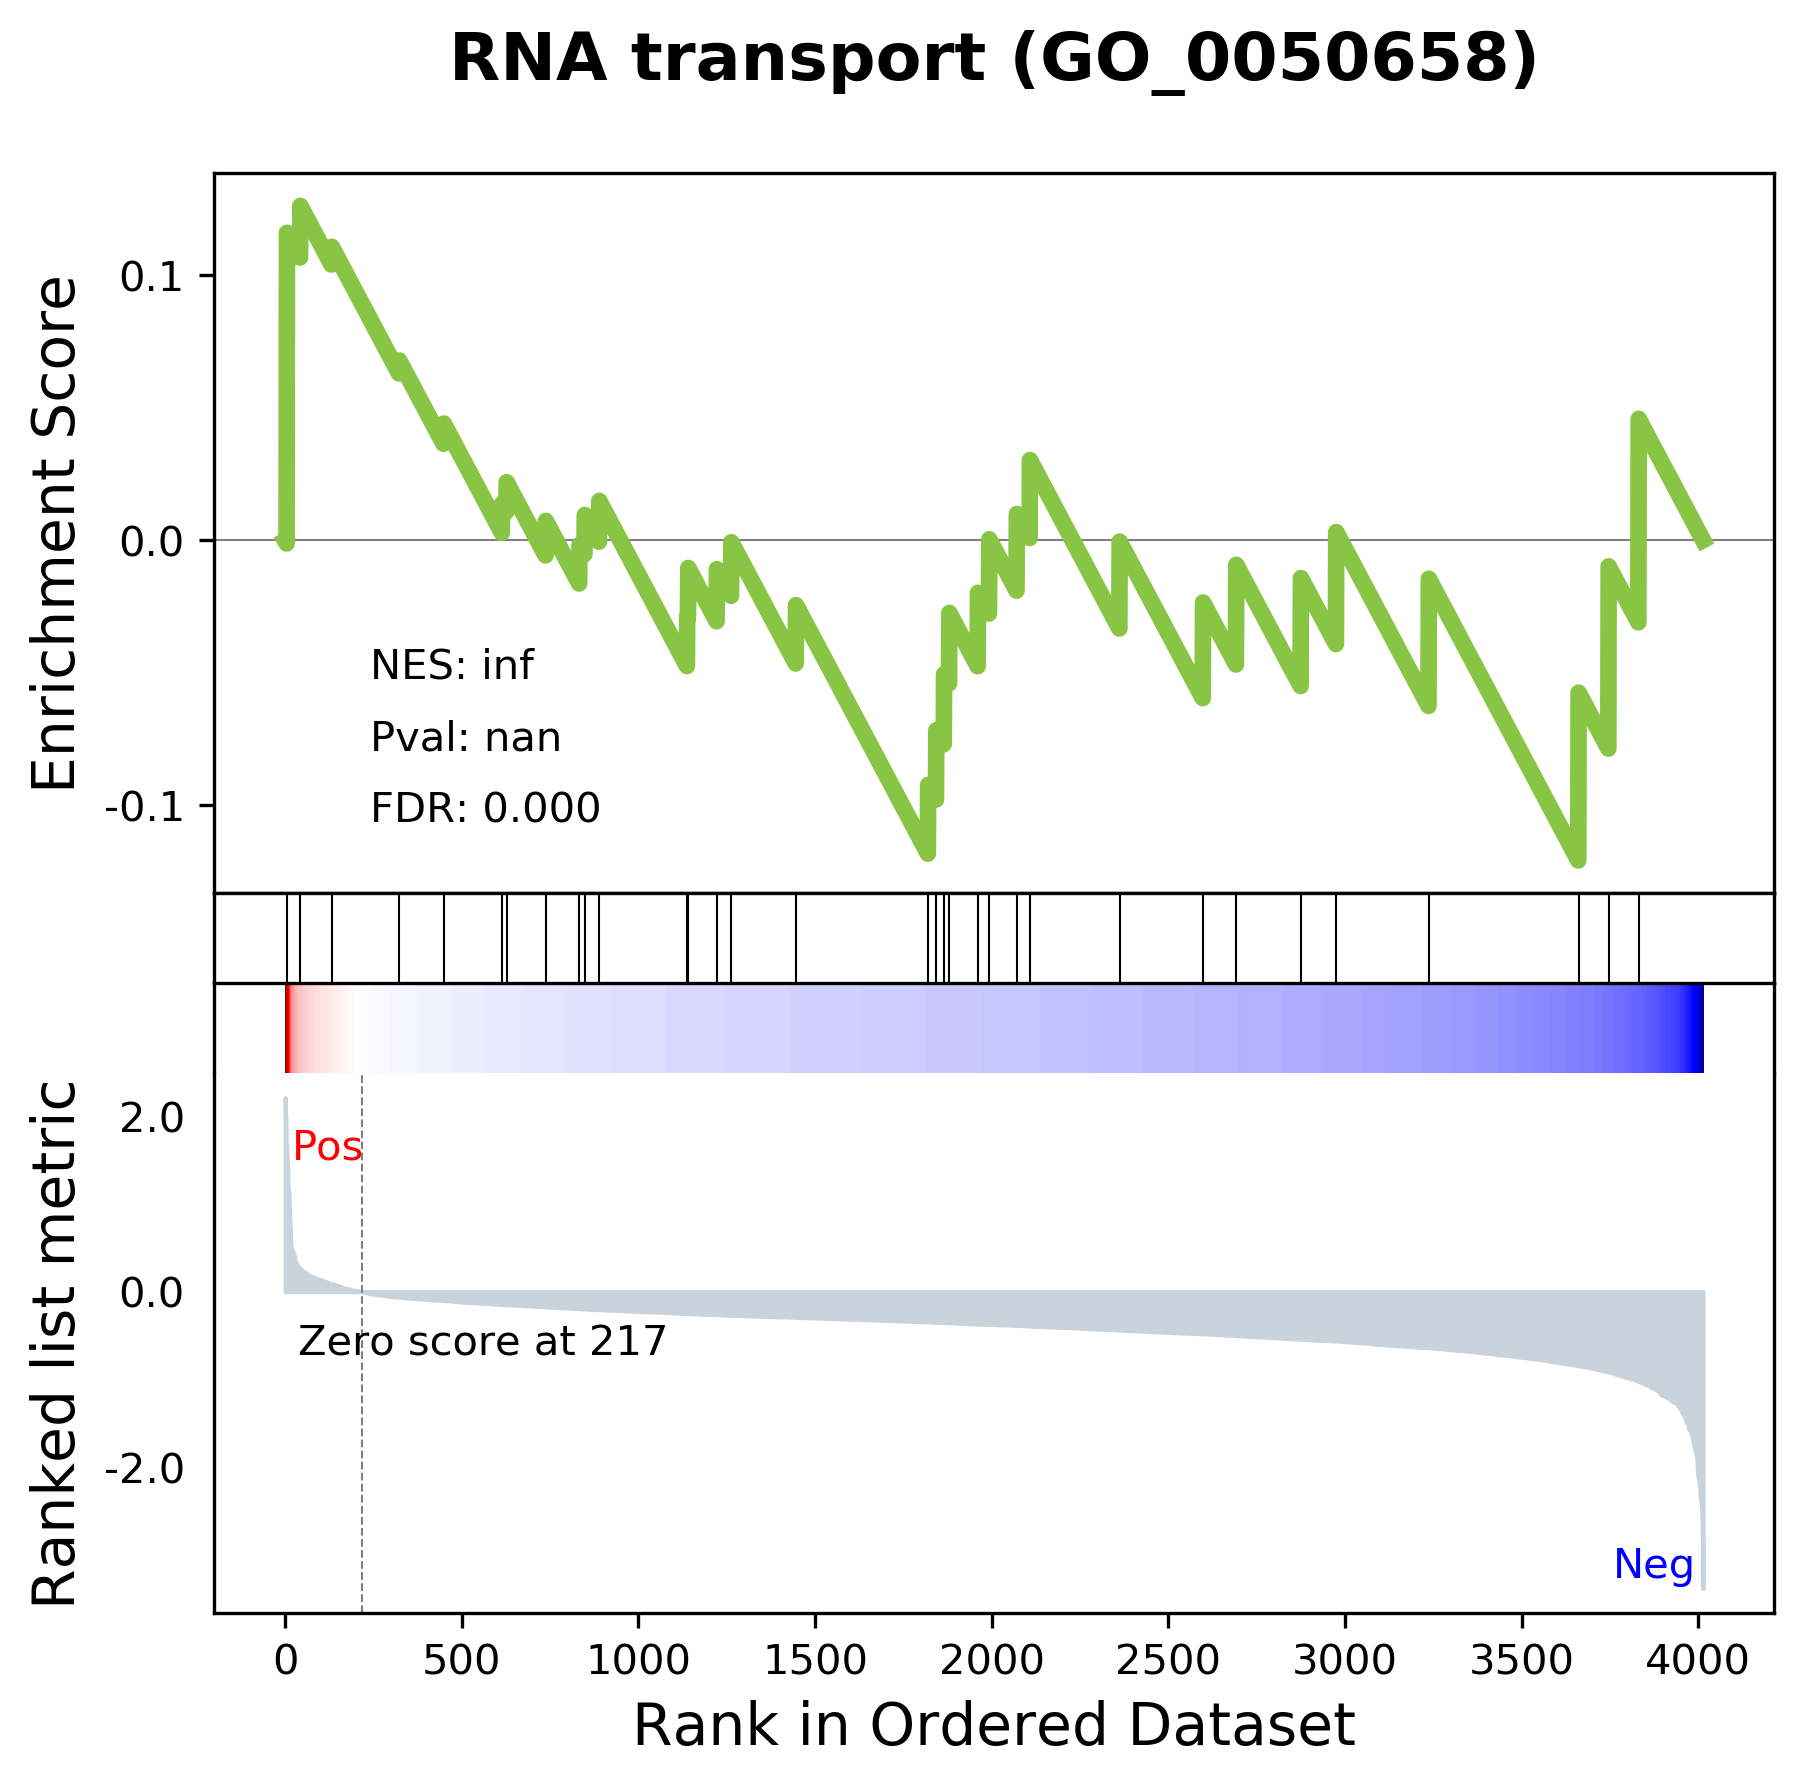 RNA transport (GO_0050658)
Enrichment Score
0.1
0.0
-0.1
NES: inf
Pval: nan
FDR: 0.000
Ranked list metric
2.0
0.0
-2.0
Pos
Zero score at 217
Neg
0 500 1000 1500 2000 2500 3000 3500 4000
Rank in Ordered Dataset